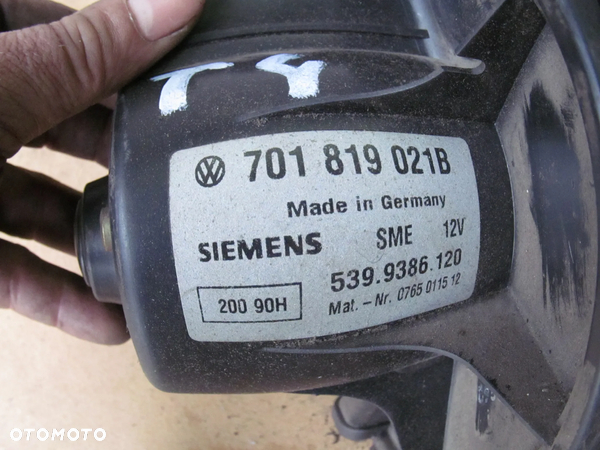 T4
701 819 021B
Made in Germany
SIEMENS SME 12V
539.9386.120
200 90H
Mat. - Nr. 0765 0115 12
OTOMOTO